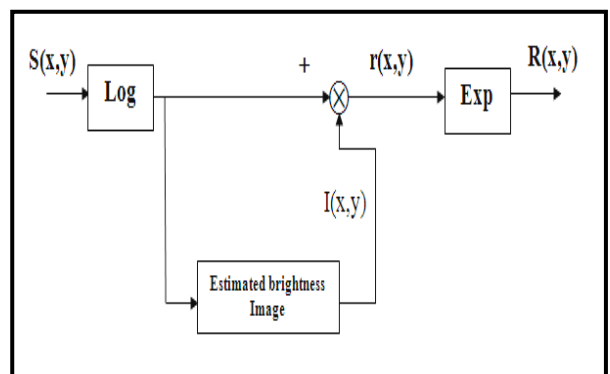 S(x,y)
Log
+
r(x,y)
Exp
R(x,y)
I(x,y)
Estimated brightness
Image